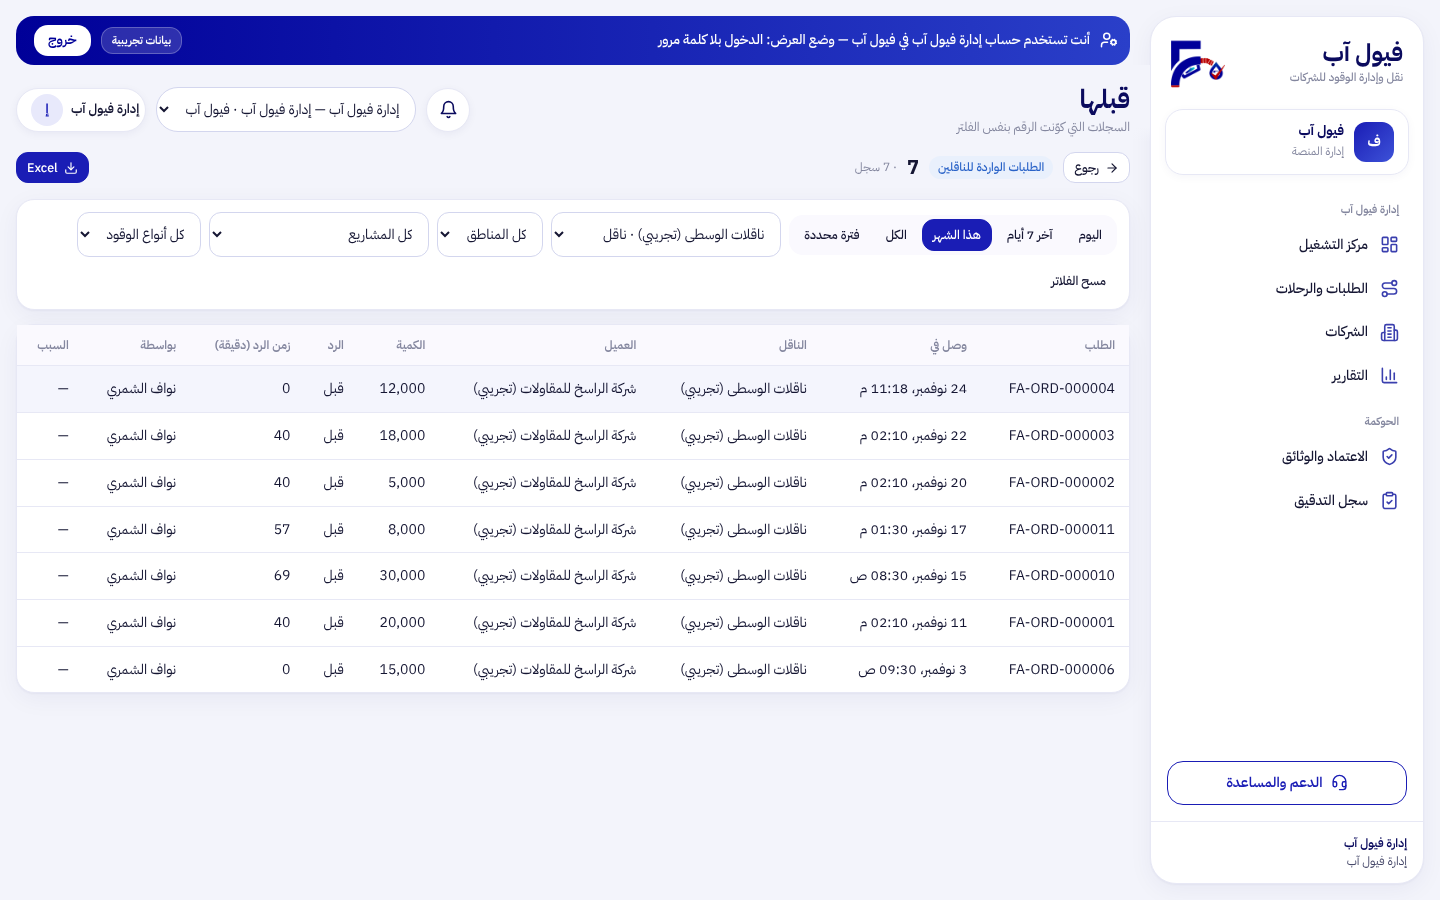 فيول آب
نقل وإدارة الوقود للشركات
ف
فيول آب
إدارة المنصة
إدارة فيول آب
مركز التشغيل
الطلبات والرحلات
الشركات
التقارير
الحوكمة
الاعتماد والوثائق
سجل التدقيق
الدعم والمساعدة
إدارة فيول آب
إدارة فيول آب
أنت تستخدم حساب إدارة فيول آب في فيول آب — وضع العرض: الدخول بلا كلمة مرور
بيانات تجريبية
خروج
قبلها
السجلات التي كوّنت الرقم بنفس الفلتر
إدارة فيول آب — إدارة فيول آب · فيول آب
إدارة فيول آب
إ
رجوع
الطلبات الواردة للناقلين
7
· 7 سجل
Excel
اليوم
آخر 7 أيام
هذا الشهر
الكل
فترة محددة
ناقلات الوسطى (تجريبي) · ناقل
كل المناطق
كل المشاريع
كل أنواع الوقود
مسح الفلاتر
الطلب وصل في الناقل العميل الكمية الرد زمن الرد (دقيقة) بواسطة السبب
FA-ORD-000004 24 نوفمبر، 11:18 م ناقلات الوسطى (تجريبي) شركة الراسخ للمقاولات (تجريبي) 12,000 قبل 0 نواف الشمري —
FA-ORD-000003 22 نوفمبر، 02:10 م ناقلات الوسطى (تجريبي) شركة الراسخ للمقاولات (تجريبي) 18,000 قبل 40 نواف الشمري —
FA-ORD-000002 20 نوفمبر، 02:10 م ناقلات الوسطى (تجريبي) شركة الراسخ للمقاولات (تجريبي) 5,000 قبل 40 نواف الشمري —
FA-ORD-000011 17 نوفمبر، 01:30 م ناقلات الوسطى (تجريبي) شركة الراسخ للمقاولات (تجريبي) 8,000 قبل 57 نواف الشمري —
FA-ORD-000010 15 نوفمبر، 08:30 ص ناقلات الوسطى (تجريبي) شركة الراسخ للمقاولات (تجريبي) 30,000 قبل 69 نواف الشمري —
FA-ORD-000001 11 نوفمبر، 02:10 م ناقلات الوسطى (تجريبي) شركة الراسخ للمقاولات (تجريبي) 20,000 قبل 40 نواف الشمري —
FA-ORD-000006 3 نوفمبر، 09:30 ص ناقلات الوسطى (تجريبي) شركة الراسخ للمقاولات (تجريبي) 15,000 قبل 0 نواف الشمري —